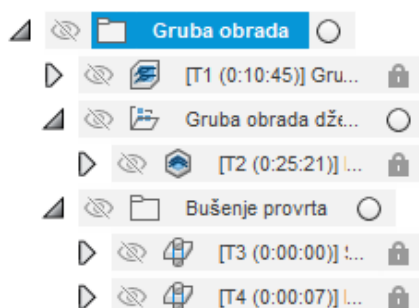 Gruba obrada
[T1 (0:10:45)] Gru...
Gruba obrada dže...
[T2 (0:25:21)] ...
Bušenje provrta
[T3 (0:00:00)] ...
[T4 (0:00:07)] ...